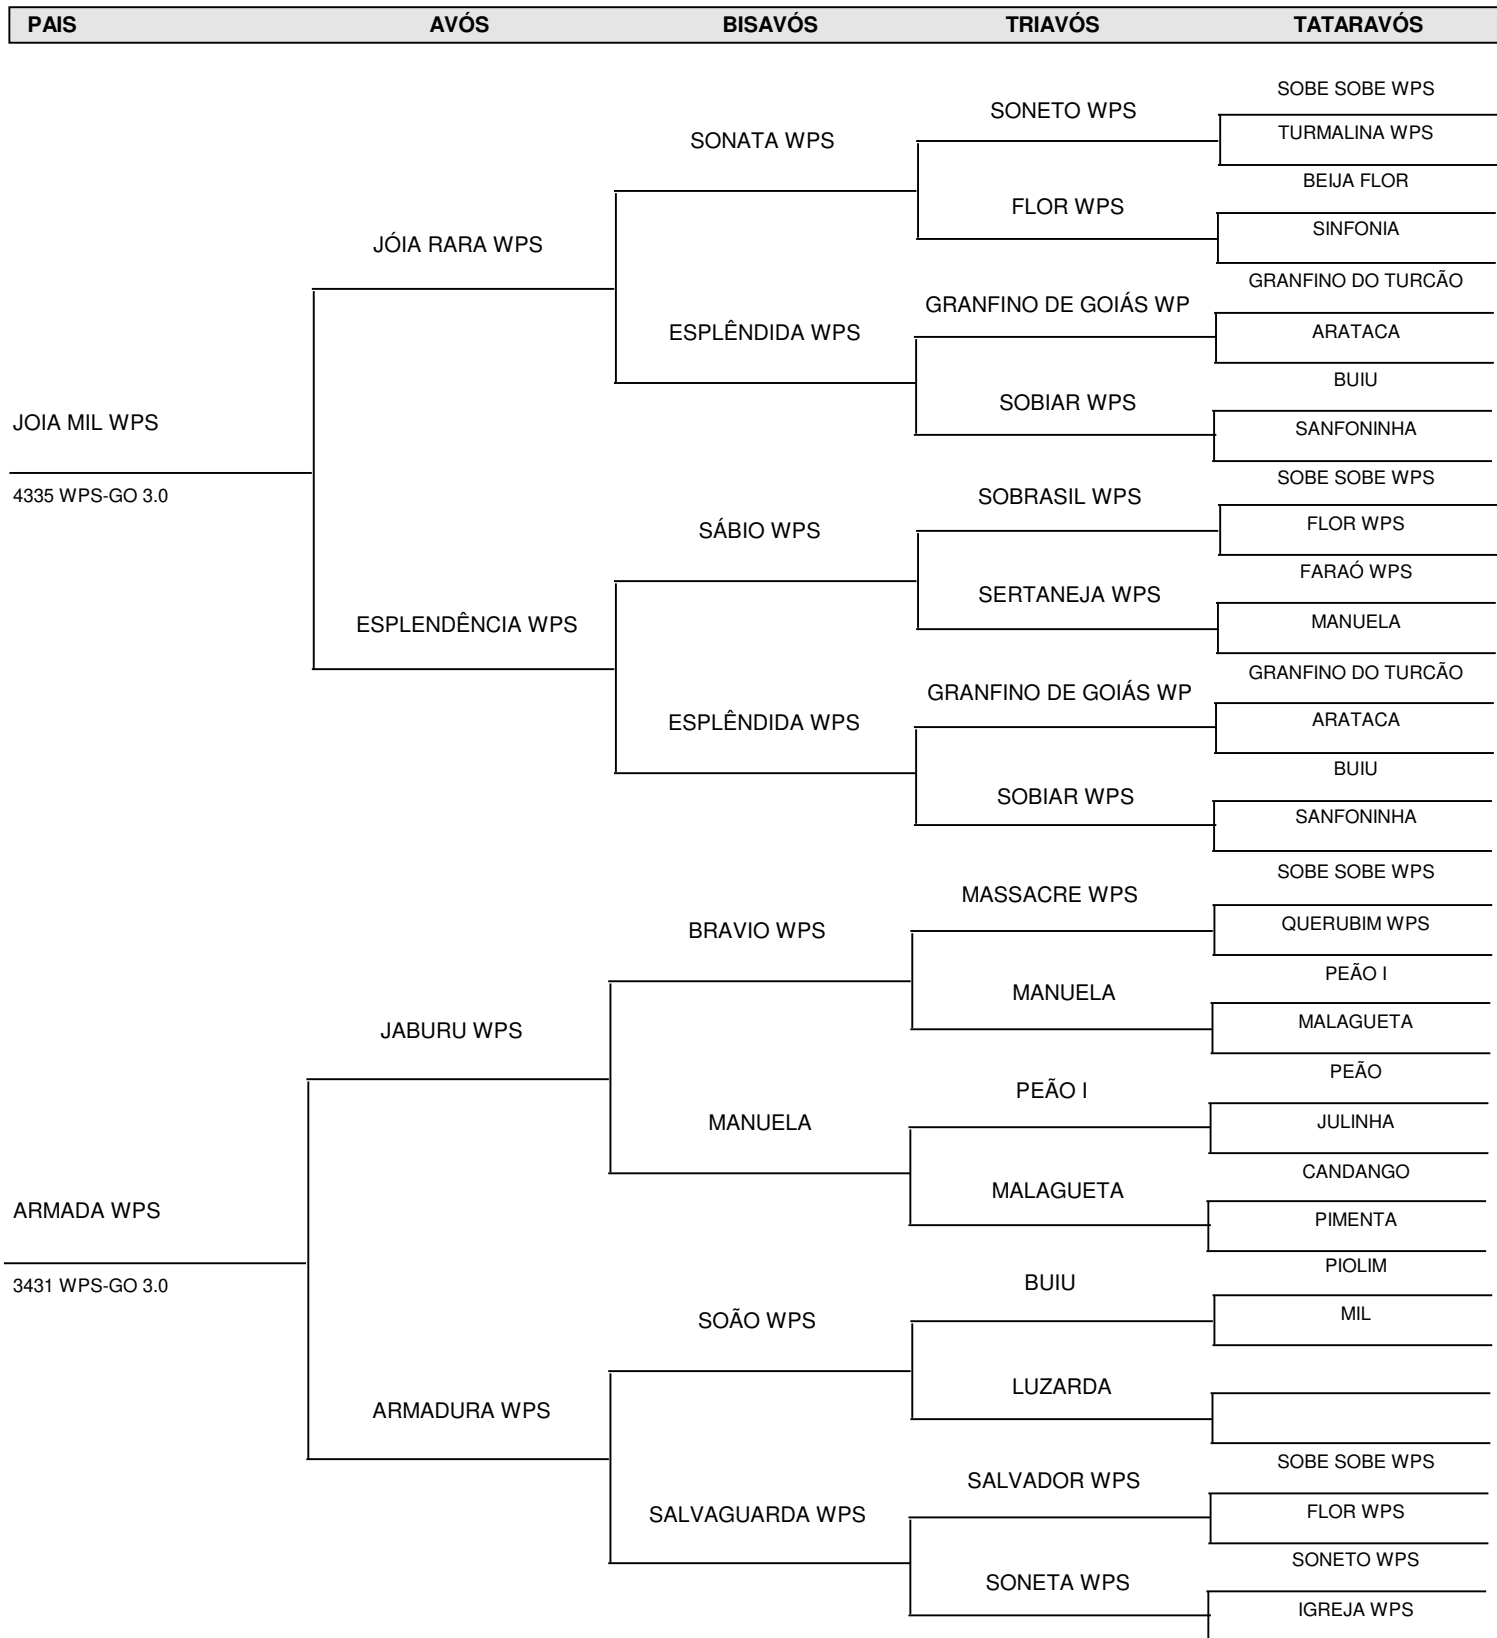 PAIS AVÓS BISAVÓS TRIAVÓS TATARAVÓS
SOBE SOBE WPS
SONETO WPS
TURMALINA WPS
SONATA WPS
BEIJA FLOR
FLOR WPS
SINFONIA
JÓIA RARA WPS
GRANFINO DO TURCÃO
GRANFINO DE GOIÁS WP
ARATACA
ESPLÊNDIDA WPS
BUIU
SOBIAR WPS
SANFONINHA
JOIA MIL WPS
4335 WPS-GO 3.0
SOBE SOBE WPS
SOBRASIL WPS
FLOR WPS
SÁBIO WPS
FARAÓ WPS
SERTANEJA WPS
MANUELA
ESPLENDÊNCIA WPS
GRANFINO DO TURCÃO
GRANFINO DE GOIÁS WP
ARATACA
ESPLÊNDIDA WPS
BUIU
SOBIAR WPS
SANFONINHA
SOBE SOBE WPS
MASSACRE WPS
QUERUBIM WPS
BRAVIO WPS
PEÃO I
MANUELA
MALAGUETA
JABURU WPS
PEÃO
PEÃO I
JULINHA
MANUELA
CANDANGO
MALAGUETA
PIMENTA
ARMADA WPS
3431 WPS-GO 3.0
PIOLIM
BUIU
MIL
SOÃO WPS
LUZARDA
ARMADURA WPS
SOBE SOBE WPS
SALVADOR WPS
FLOR WPS
SALVAGUARDA WPS
SONETO WPS
SONETA WPS
IGREJA WPS